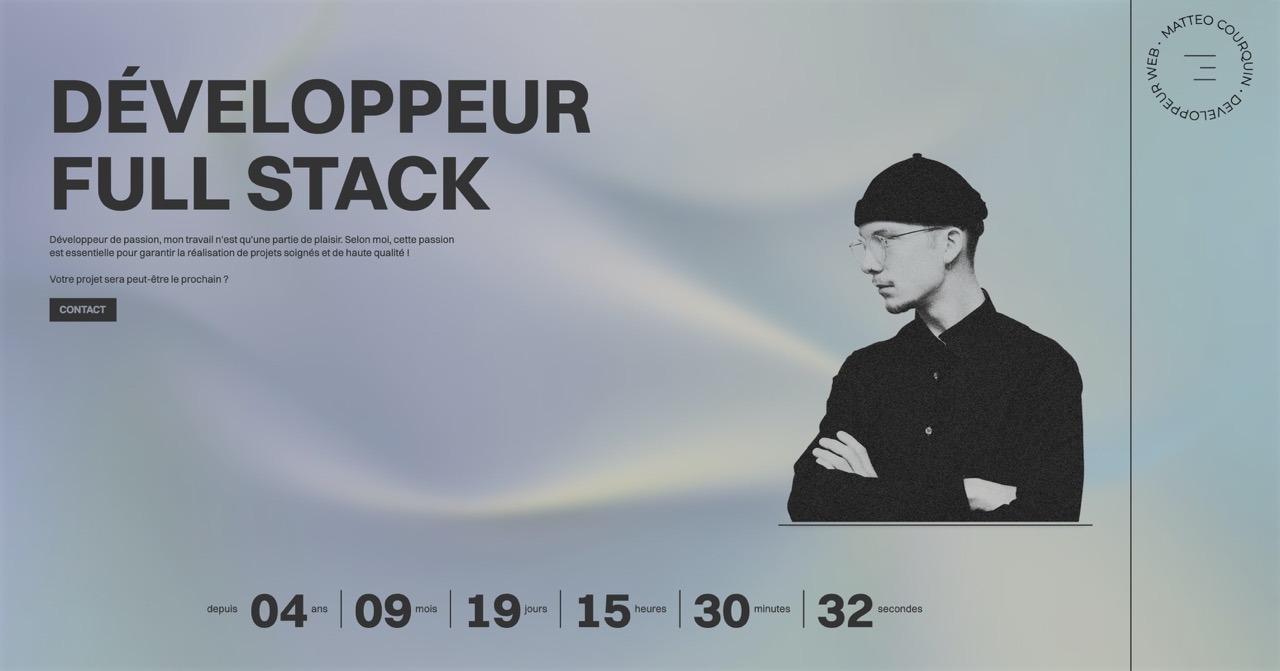 DÉVELOPPEUR
FULL STACK
Développeur de passion, mon travail n'est qu'une partie de plaisir. Selon moi, cette passion
est essentielle pour garantir la réalisation de projets soignés et de haute qualité !
Votre projet sera peut-être le prochain ?
CONTACT
MATTEO COURQUIN · DÉVELOPPEUR WEB ·
depuis 04 ans 09 mois 19 jours 15 heures 30 minutes 32 secondes